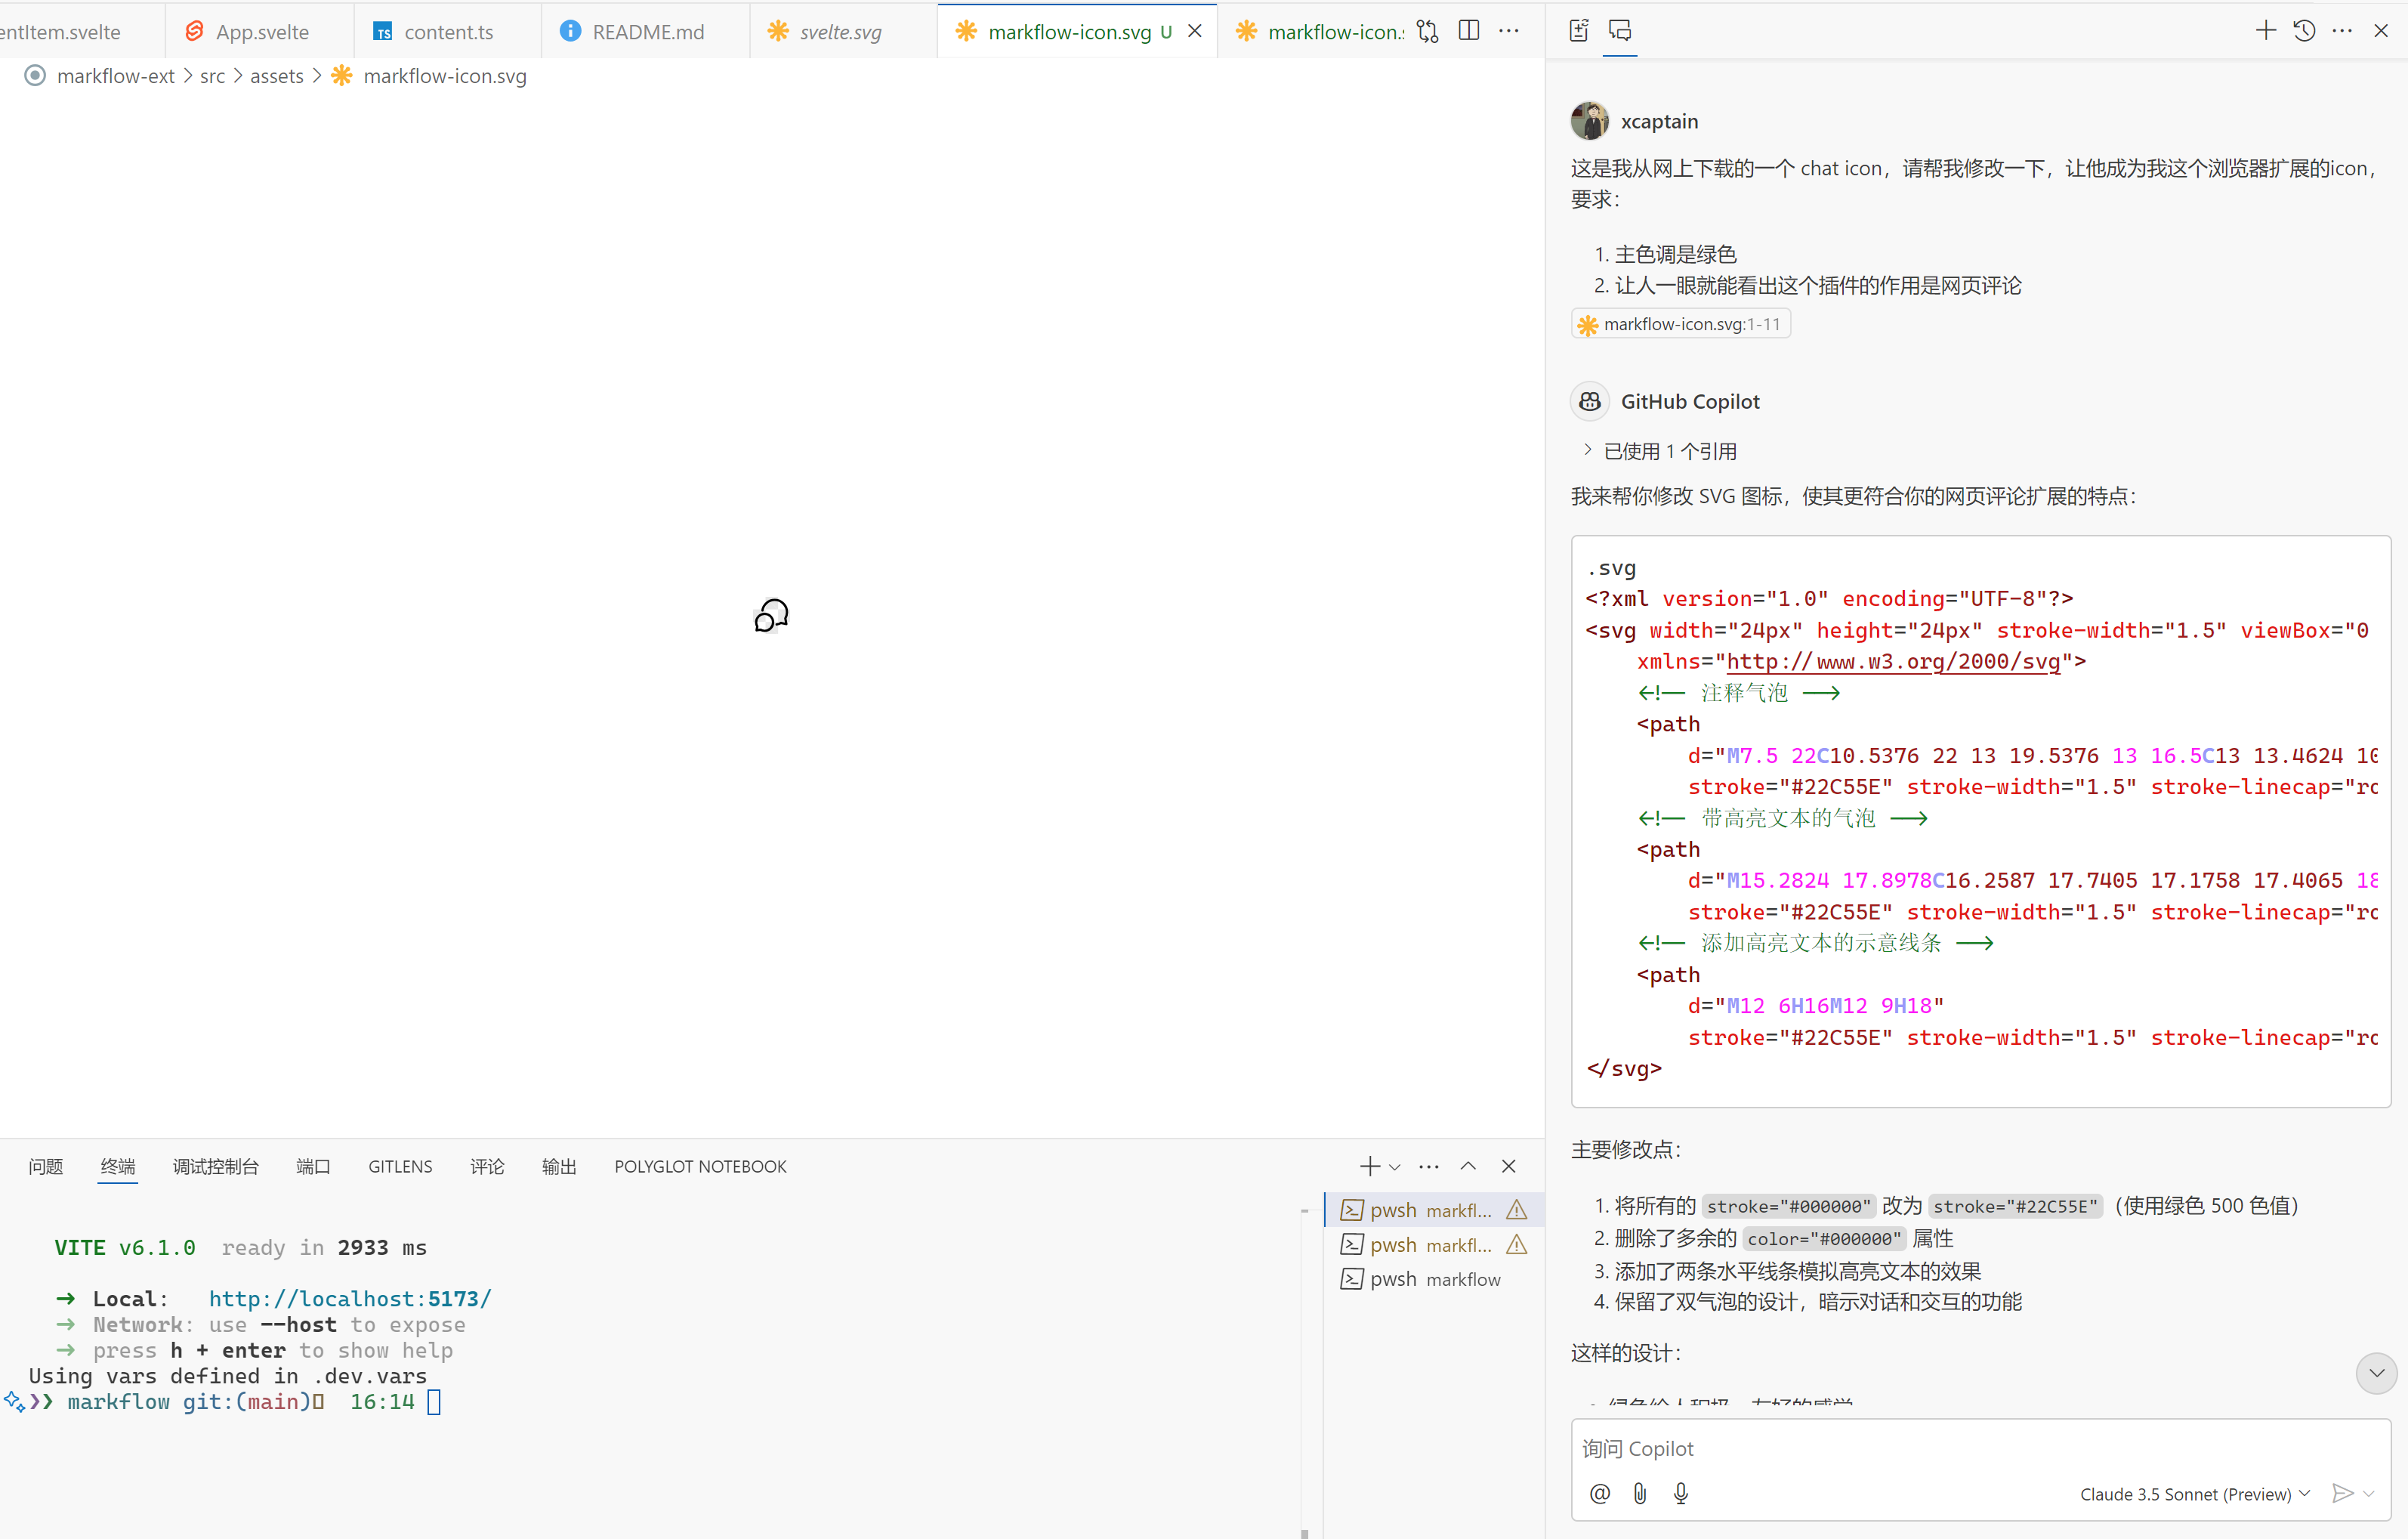 entItem.svelte
App.svelte
TS content.ts
README.md
svelte.svg
markflow-icon.svg U
markflow-icon.s
markflow-ext > src > assets > markflow-icon.svg
问题
终端
调试控制台
端口
GITLENS
评论
输出
POLYGLOT NOTEBOOK
VITE v6.1.0 ready in 2933 ms
➜ Local: http://localhost:5173/
➜ Network: use --host to expose
➜ press h + enter to show help
Using vars defined in .dev.vars
❯❯ markflow git:(main)▯ 16:14
pwsh markfl...
pwsh markfl...
pwsh markflow
xcaptain
这是我从网上下载的一个 chat icon，请帮我修改一下，让他成为我这个浏览器扩展的icon，
要求：
1. 主色调是绿色
2. 让人一眼就能看出这个插件的作用是网页评论
markflow-icon.svg:1-11
GitHub Copilot
> 已使用 1 个引用
我来帮你修改 SVG 图标，使其更符合你的网页评论扩展的特点：
.svg
<?xml version="1.0" encoding="UTF-8"?>
<svg width="24px" height="24px" stroke-width="1.5" viewBox="0
xmlns="http://www.w3.org/2000/svg">
<!-- 注释气泡 -->
<path
d="M7.5 22C10.5376 22 13 19.5376 13 16.5C13 13.4624 10
stroke="#22C55E" stroke-width="1.5" stroke-linecap="ro
<!-- 带高亮文本的气泡 -->
<path
d="M15.2824 17.8978C16.2587 17.7405 17.1758 17.4065 18
stroke="#22C55E" stroke-width="1.5" stroke-linecap="ro
<!-- 添加高亮文本的示意线条 -->
<path
d="M12 6H16M12 9H18"
stroke="#22C55E" stroke-width="1.5" stroke-linecap="ro
</svg>
主要修改点：
1. 将所有的 stroke="#000000" 改为 stroke="#22C55E"（使用绿色 500 色值）
2. 删除了多余的 color="#000000" 属性
3. 添加了两条水平线条模拟高亮文本的效果
4. 保留了双气泡的设计，暗示对话和交互的功能
这样的设计：
询问 Copilot
@
Claude 3.5 Sonnet (Preview)